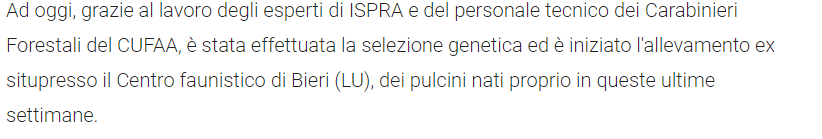 Ad oggi, grazie al lavoro degli esperti di ISPRA e del personale tecnico dei Carabinieri
Forestali del CUFAA, è stata effettuata la selezione genetica ed è iniziato l'allevamento ex
situpresso il Centro faunistico di Bieri (LU), dei pulcini nati proprio in queste ultime
settimane.